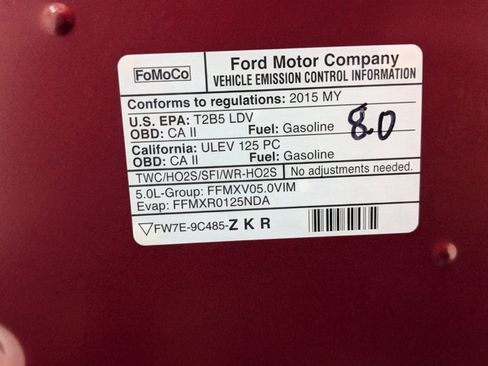 FoMoCo
Ford Motor Company
VEHICLE EMISSION CONTROL INFORMATION
Conforms to regulations: 2015 MY
U.S. EPA: T2B5 LDV
OBD: CA II Fuel: Gasoline
8.0
California: ULEV 125 PC
OBD: CA II Fuel: Gasoline
TWC/HO2S/SFI/WR-HO2S No adjustments needed.
5.0L-Group: FFMXV05.0VIM
Evap: FFMXR0125NDA
FW7E-9C485-Z K R